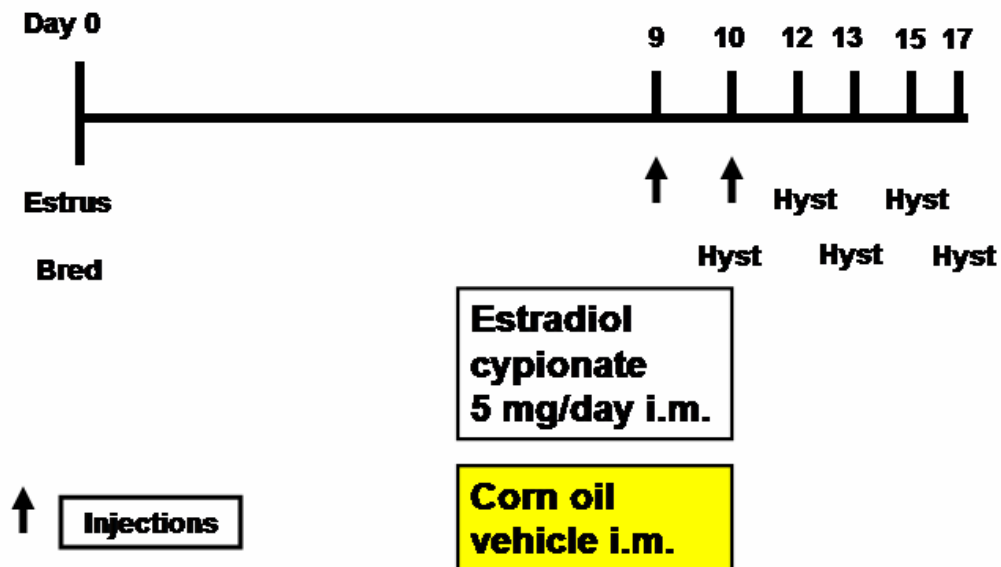 Day 0
9 10 12 13 15 17
Estrus
Hyst Hyst
Bred
Hyst Hyst Hyst
Estradiol
cypionate
5 mg/day i.m.
Injections
Corn oil
vehicle i.m.